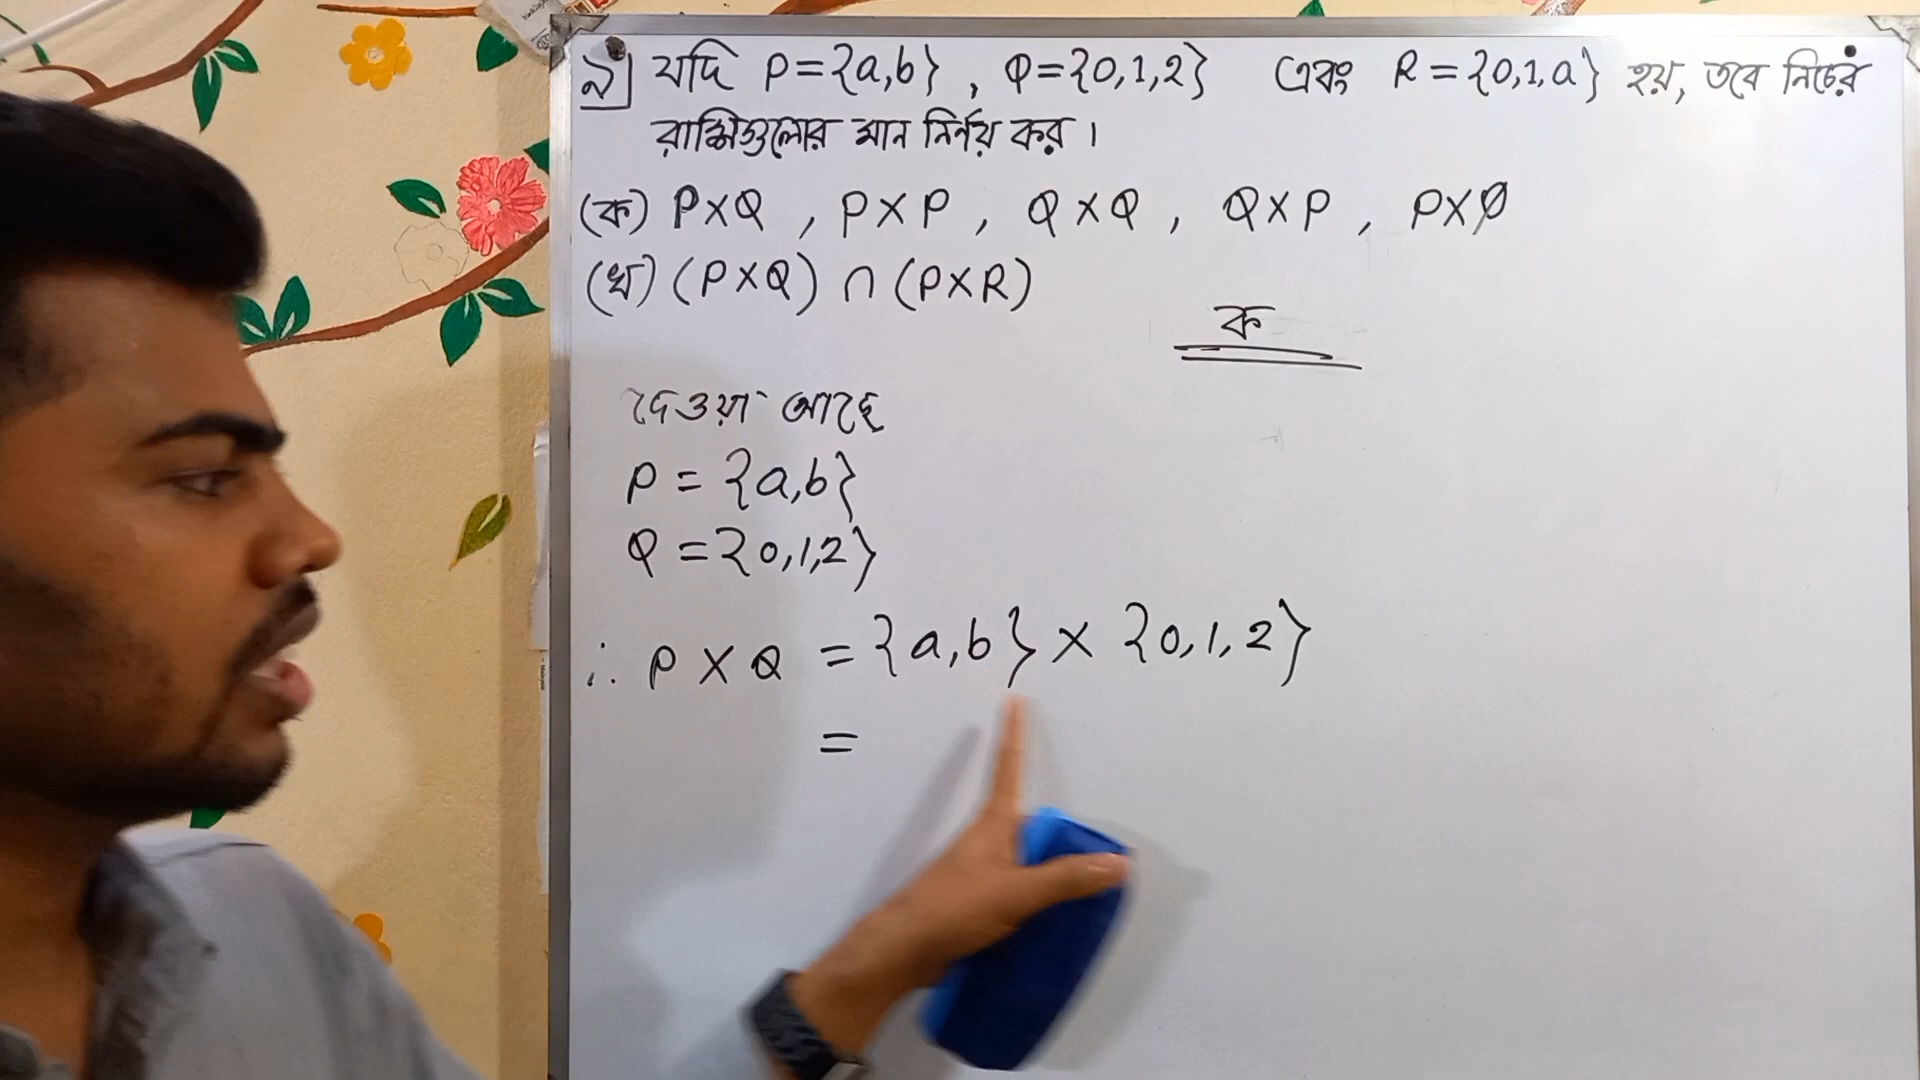 ৯] যদি P={a,b} , Q={0,1,2} এবং R={0,1,a} হয়, তবে নিচের
রাশিগুলোর মান নির্ণয় কর।
(ক) P×Q , P×P , Q×Q , Q×P , P×∅
(খ) (P×Q) ∩ (P×R)
ক
দেওয়া আছে
P = {a,b}
Q = {0,1,2}
∴ P × Q = {a,b} × {0,1,2}
=